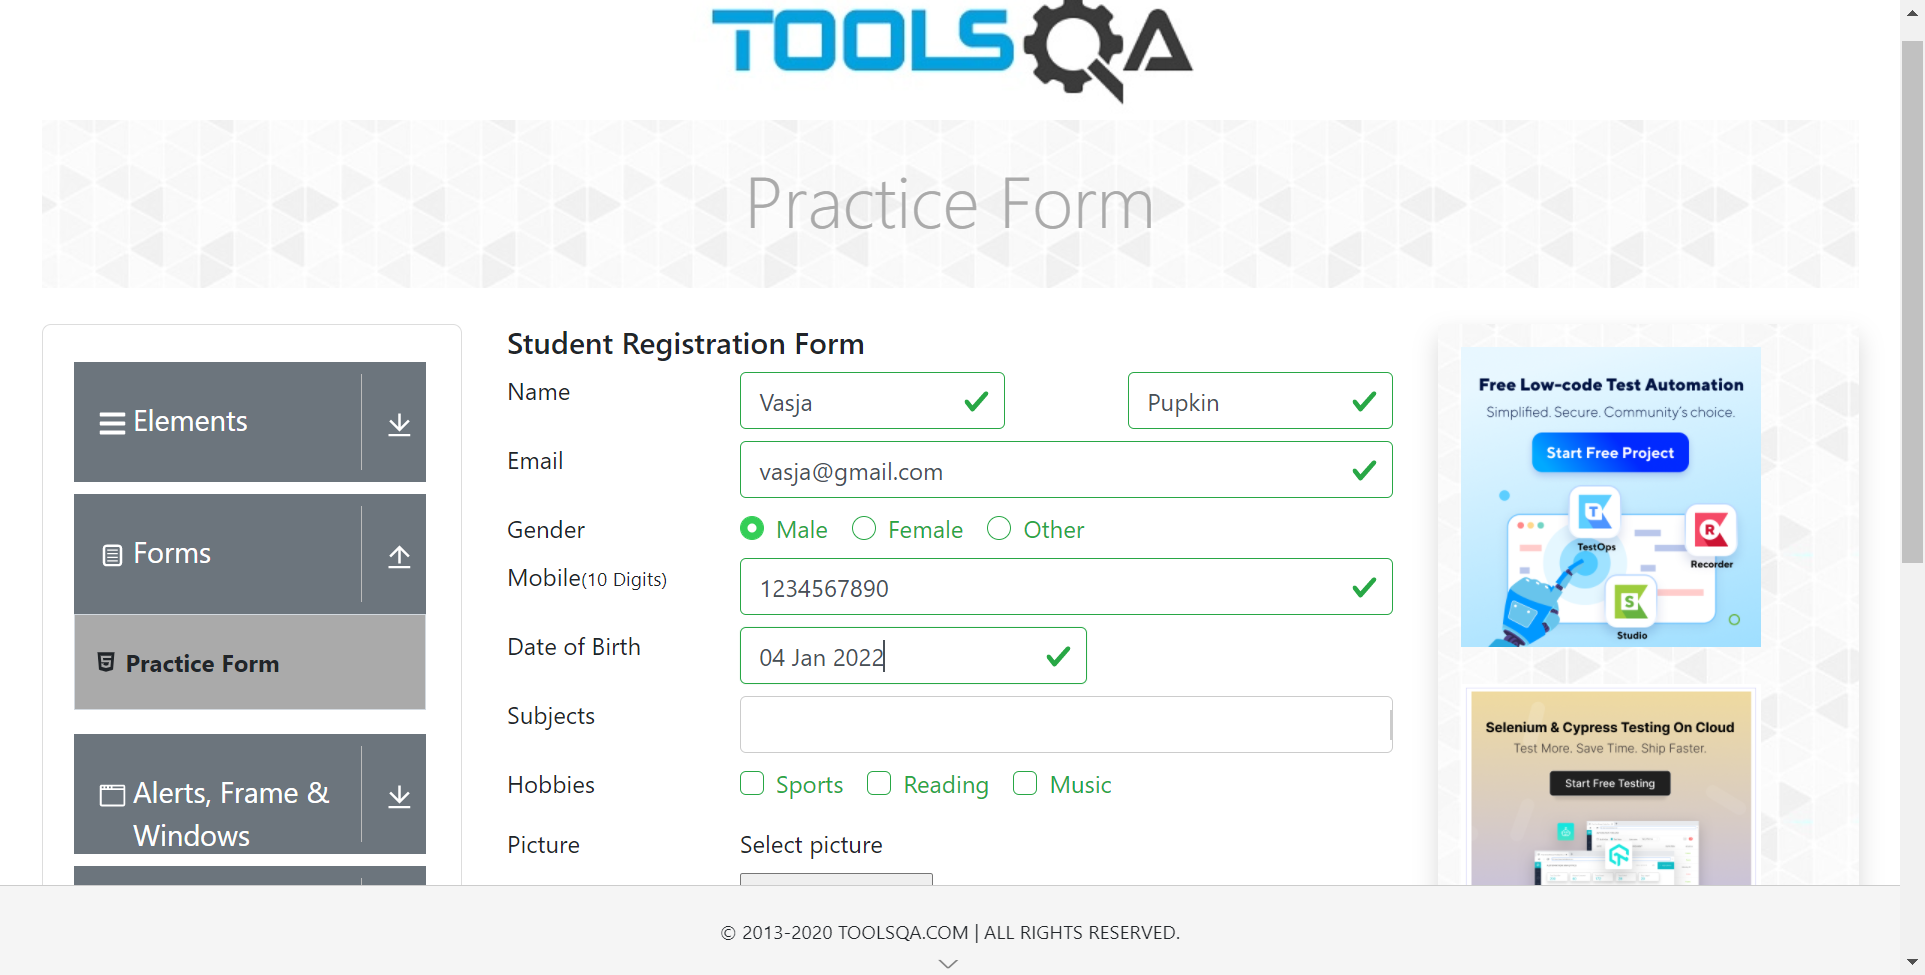 TOOLSQA
Practice Form
Elements
Forms
Practice Form
Alerts, Frame &
Windows
Student Registration Form
Name
Vasja
Pupkin
Email
vasja@gmail.com
Gender
Male
Female
Other
Mobile(10 Digits)
1234567890
Date of Birth
04 Jan 2022
Subjects
Hobbies
Sports
Reading
Music
Picture
Select picture
Free Low-code Test Automation
Simplified. Secure. Community's choice.
Start Free Project
TestOps
Recorder
Studio
Selenium & Cypress Testing On Cloud
Test More. Save Time. Ship Faster.
Start Free Testing
© 2013-2020 TOOLSQA.COM | ALL RIGHTS RESERVED.